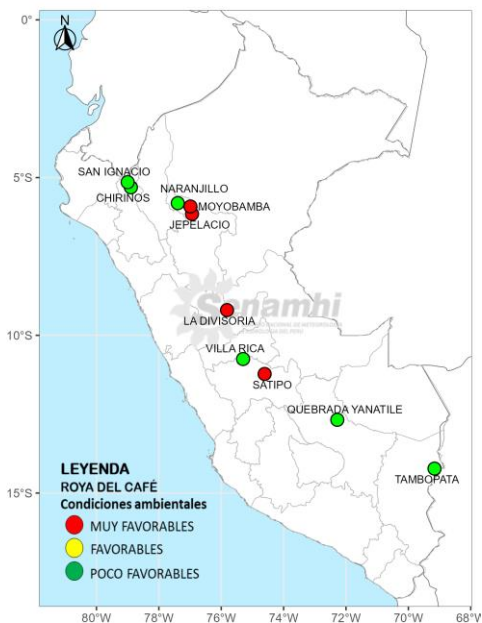 0°
N
SAN IGNACIO
5°S
NARANJILLO
CHIRINOS
MOYOBAMBA
JEPELACIO
Senamhi
LA DIVISORIA
10°S
VILLA RICA
SATIPO
QUEBRADA YANATILE
TAMBOPATA
LEYENDA
ROYA DEL CAFÉ
Condiciones ambientales
15°S
MUY FAVORABLES
FAVORABLES
POCO FAVORABLES
80°W 78°W 76°W 74°W 72°W 70°W 68°W